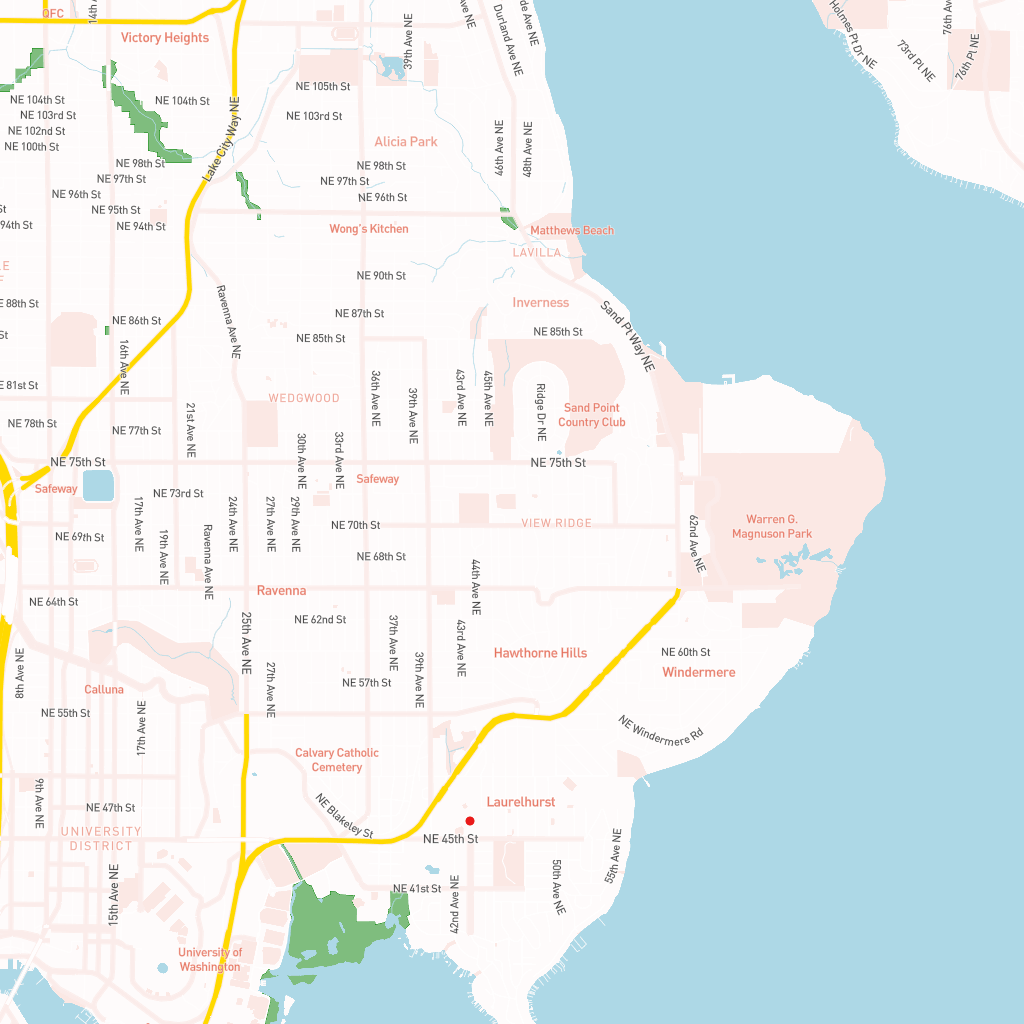 QFC
14th
39th Ave NE
Ave NE
Durland Ave NE
de Ave NE
Holmes Pt Dr NE
73rd Pl NE
76th Ave
76th Pl NE
Victory Heights
NE 104th St
NE 104th St
NE 105th St
NE 103rd St
NE 103rd St
NE 102nd St
NE 100th St
Lake City Way NE
Alicia Park
46th Ave NE
48th Ave NE
NE 98th St
NE 98th St
NE 97th St
NE 97th St
NE 96th St
NE 96th St
NE 95th St
94th St
NE 94th St
Wong's Kitchen
Matthews Beach
LAVILLA
NE 90th St
Ravenna Ave NE
NE 88th St
Inverness
Sand Pt Way NE
NE 87th St
NE 86th St
NE 85th St
NE 85th St
St
16th Ave NE
NE 81st St
36th Ave NE
39th Ave NE
43rd Ave NE
45th Ave NE
Ridge Dr NE
WEDGWOOD
Sand Point
Country Club
NE 78th St
NE 77th St
21st Ave NE
30th Ave NE
33rd Ave NE
NE 75th St
NE 75th St
Safeway
Safeway
NE 73rd St
17th Ave NE
19th Ave NE
Ravenna Ave NE
24th Ave NE
27th Ave NE
29th Ave NE
NE 70th St
VIEW RIDGE
62nd Ave NE
Warren G.
Magnuson Park
NE 69th St
NE 68th St
44th Ave NE
Ravenna
NE 64th St
NE 62nd St
25th Ave NE
37th Ave NE
39th Ave NE
43rd Ave NE
Hawthorne Hills
NE 60th St
Windermere
8th Ave NE
27th Ave NE
Calluna
NE 57th St
NE 55th St
17th Ave NE
NE Windermere Rd
Calvary Catholic
Cemetery
9th Ave NE
NE 47th St
NE Blakeley St
Laurelhurst
UNIVERSITY
DISTRICT
NE 45th St
55th Ave NE
50th Ave NE
15th Ave NE
NE 41st St
42nd Ave NE
University of
Washington